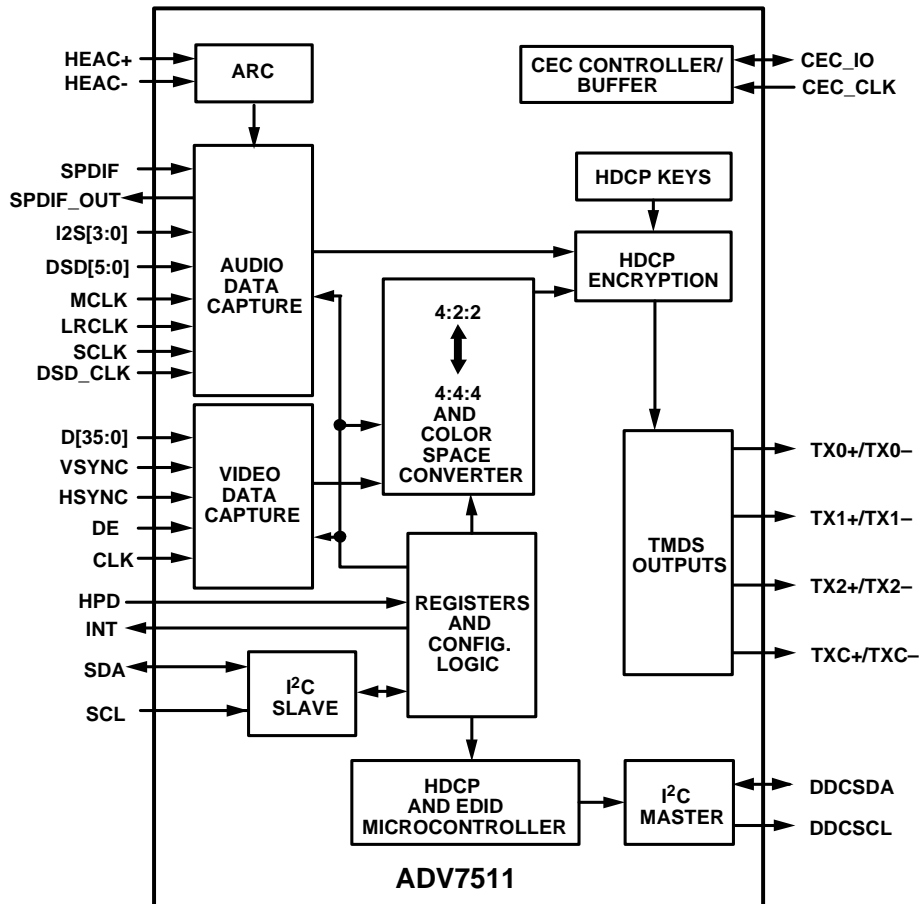 HEAC+
HEAC-
ARC
CEC CONTROLLER/
BUFFER
CEC_IO
CEC_CLK
SPDIF
SPDIF_OUT
I2S[3:0]
DSD[5:0]
MCLK
LRCLK
SCLK
DSD_CLK
AUDIO
DATA
CAPTURE
HDCP KEYS
HDCP
ENCRYPTION
4:2:2
4:4:4
AND
COLOR
SPACE
CONVERTER
D[35:0]
VSYNC
HSYNC
DE
CLK
VIDEO
DATA
CAPTURE
TMDS
OUTPUTS
TX0+/TX0–
TX1+/TX1–
TX2+/TX2–
TXC+/TXC–
HPD
INT
REGISTERS
AND
CONFIG.
LOGIC
SDA
SCL
I²C
SLAVE
HDCP
AND EDID
MICROCONTROLLER
I²C
MASTER
DDCSDA
DDCSCL
ADV7511